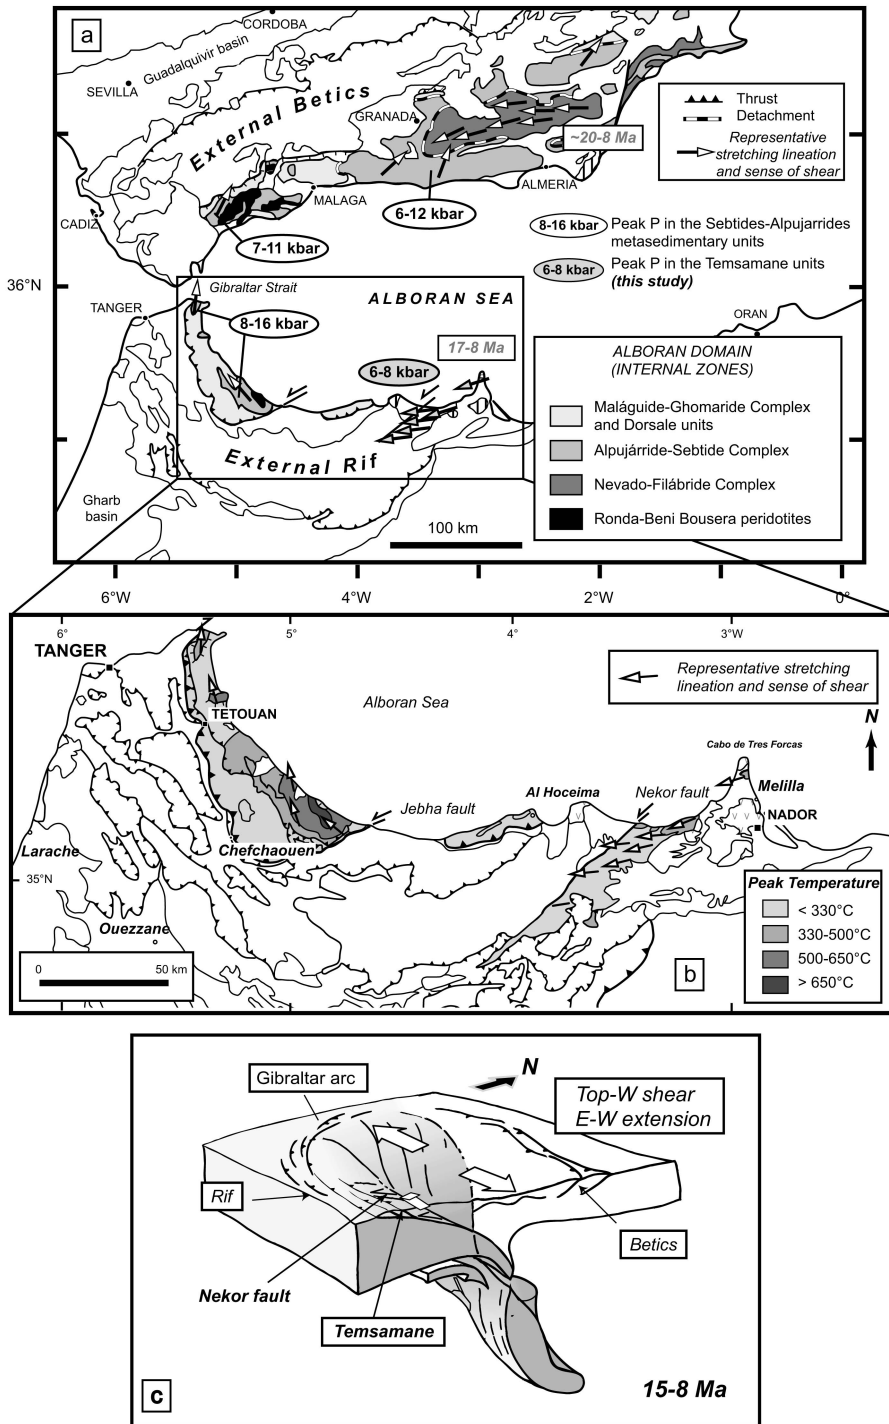 a
CORDOBA
Guadalquivir basin
SEVILLA
External Betics
GRANADA
~20-8 Ma
Thrust
Detachment
Representative
stretching lineation
and sense of shear
MALAGA
ALMERIA
CADIZ
6-12 kbar
7-11 kbar
8-16 kbar
Peak P in the Sebtides-Alpujarrides
metasedimentary units
6-8 kbar
Peak P in the Temsamane units
(this study)
36°N
Gibraltar Strait
TANGER
ALBORAN SEA
ORAN
8-16 kbar
17-8 Ma
6-8 kbar
ALBORAN DOMAIN
(INTERNAL ZONES)
Maláguide-Ghomaride Complex
and Dorsale units
Alpujárride-Sebtide Complex
Nevado-Filábride Complex
Ronda-Beni Bousera peridotites
External Rif
Gharb
basin
100 km
6°W
4°W
2°W
0°
6°
5°
4°
3°W
TANGER
Representative stretching
lineation and sense of shear
Alboran Sea
TETOUAN
N
Cabo de Tres Forcas
Al Hoceima
Nekor fault
Melilla
Jebha fault
V
V V V
NADOR
Larache
Chefchaouen
35°N
Peak Temperature
< 330°C
330-500°C
500-650°C
> 650°C
Ouezzane
0
50 km
b
N
Gibraltar arc
Top-W shear
E-W extension
Rif
Betics
Nekor fault
Temsamane
c
15-8 Ma